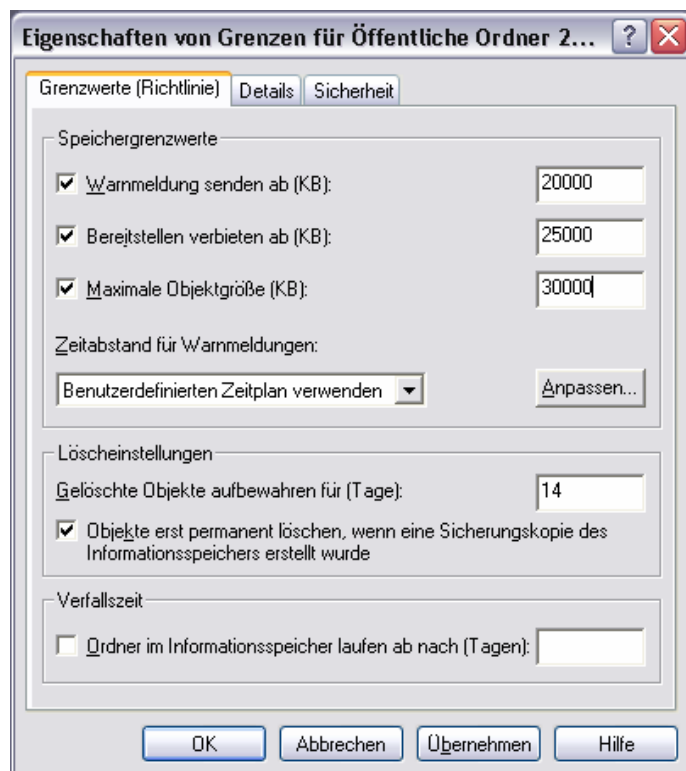 Eigenschaften von Grenzen für Öffentliche Ordner 2...
Grenzwerte (Richtlinie) Details Sicherheit
Speichergrenzwerte
Warnmeldung senden ab (KB): 20000
Bereitstellen verbieten ab (KB): 25000
Maximale Objektgröße (KB): 30000
Zeitabstand für Warnmeldungen:
Benutzerdefinierten Zeitplan verwenden Anpassen...
Löscheinstellungen
Gelöschte Objekte aufbewahren für (Tage): 14
Objekte erst permanent löschen, wenn eine Sicherungskopie des
Informationsspeichers erstellt wurde
Verfallszeit
Ordner im Informationsspeicher laufen ab nach (Tagen):
OK Abbrechen Übernehmen Hilfe